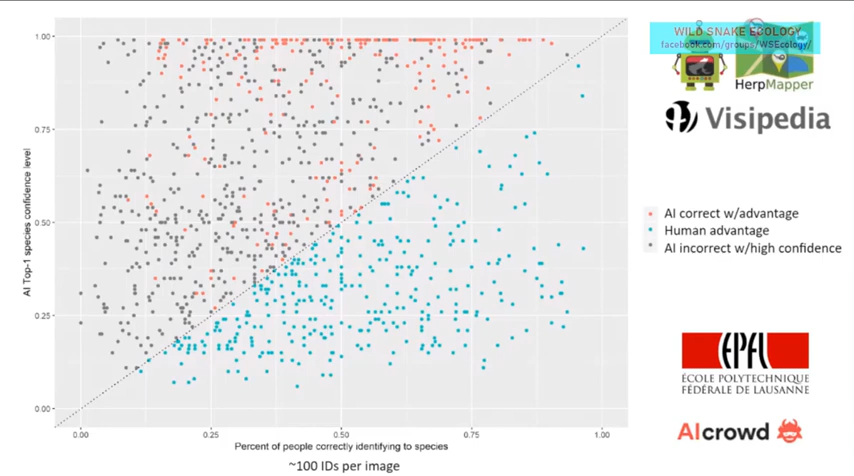 WILD SNAKE ECOLOGY
facebook.com/groups/WSEcology/
HerpMapper
Visipedia
AI correct w/advantage
Human advantage
AI incorrect w/high confidence
EPFL
ÉCOLE POLYTECHNIQUE
FÉDÉRALE DE LAUSANNE
AIcrowd
AI Top-1 species confidence level
1.00
0.75
0.50
0.25
0.00
0.00 0.25 0.50 0.75 1.00
Percent of people correctly identifying to species
~100 IDs per image